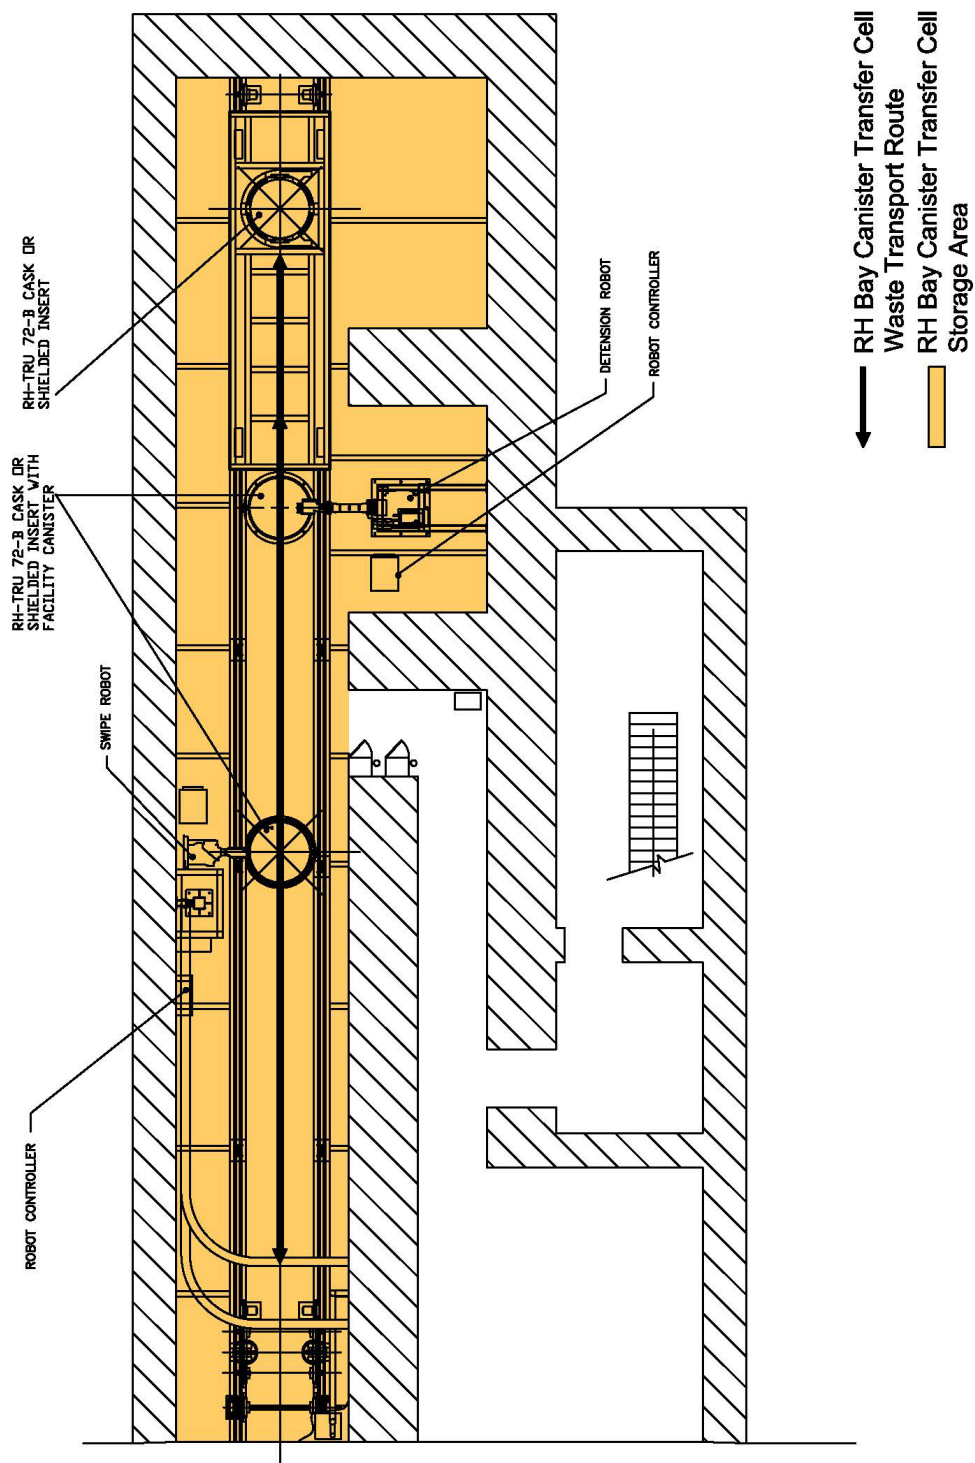 RH-TRU 72-B CASK OR
SHIELDED INSERT
RH-TRU 72-B CASK OR
SHIELDED INSERT WITH
FACILITY CANISTER
SWIPE ROBOT
ROBOT CONTROLLER
DETENSION ROBOT
ROBOT CONTROLLER
RH Bay Canister Transfer Cell
Waste Transport Route
RH Bay Canister Transfer Cell
Storage Area